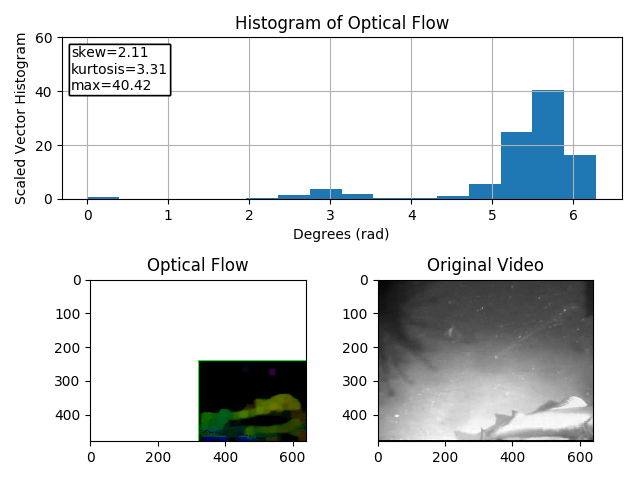 Histogram of Optical Flow
60
40
20
0
Scaled Vector Histogram
skew=2.11
kurtosis=3.31
max=40.42
0 1 2 3 4 5 6
Degrees (rad)
Optical Flow
0
100
200
300
400
0 200 400 600
Original Video
0
100
200
300
400
0 200 400 600